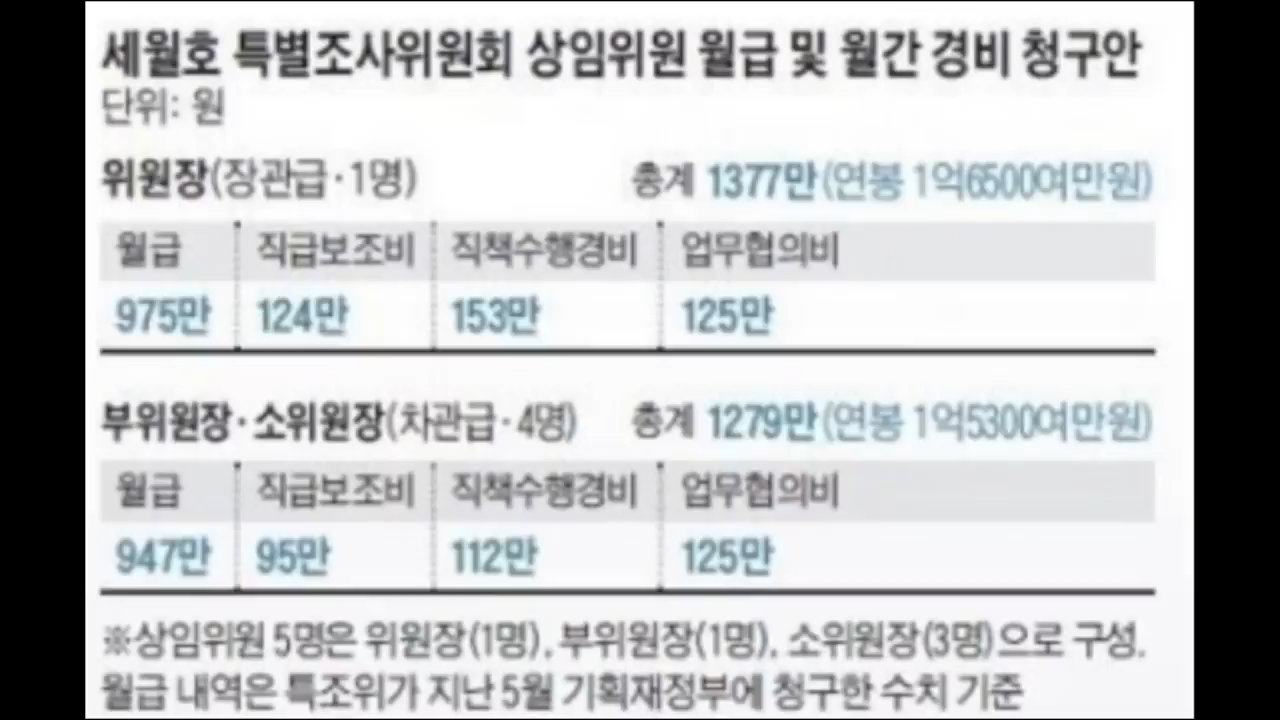 세월호 특별조사위원회 상임위원 월급 및 월간 경비 청구안
단위: 원
위원장(장관급·1명) 총계 1377만(연봉 1억6500여만원)
월급 직급보조비 직책수행경비 업무협의비
975만 124만 153만 125만
부위원장·소위원장(차관급·4명) 총계 1279만(연봉 1억5300여만원)
월급 직급보조비 직책수행경비 업무협의비
947만 95만 112만 125만
※상임위원 5명은 위원장(1명), 부위원장(1명), 소위원장(3명)으로 구성.
월급 내역은 특조위가 지난 5월 기획재정부에 청구한 수치 기준